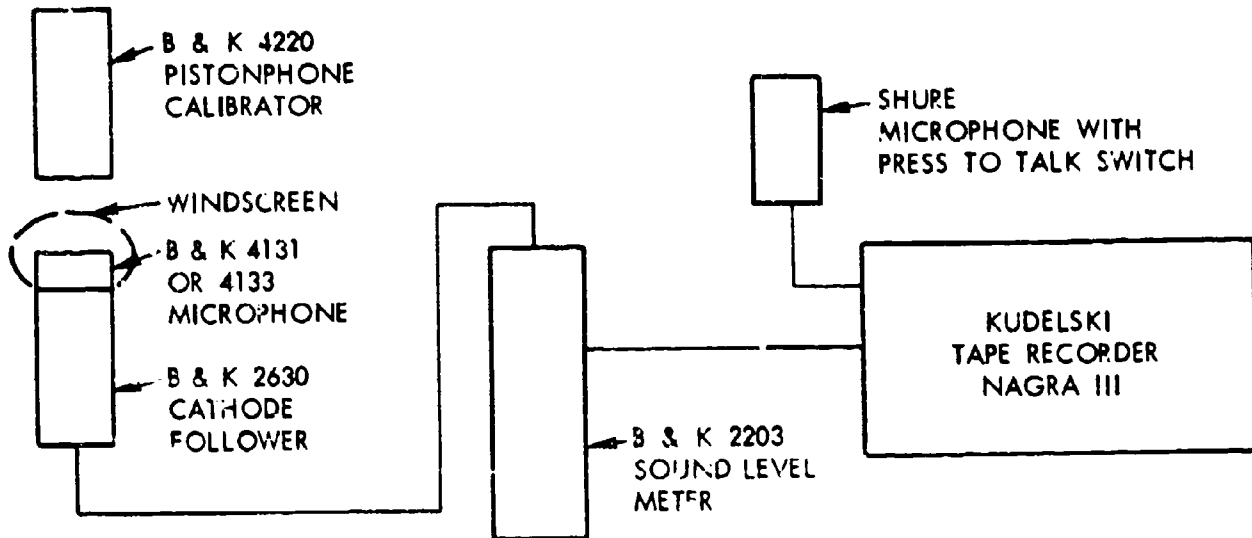 B & K 4220
PISTONPHONE
CALIBRATOR
WINDSCREEN
B & K 4131
OR 4133
MICROPHONE
B & K 2630
CATHODE
FOLLOWER
B & K 2203
SOUND LEVEL
METER
SHURE
MICROPHONE WITH
PRESS TO TALK SWITCH
KUDELSKI
TAPE RECORDER
NAGRA III